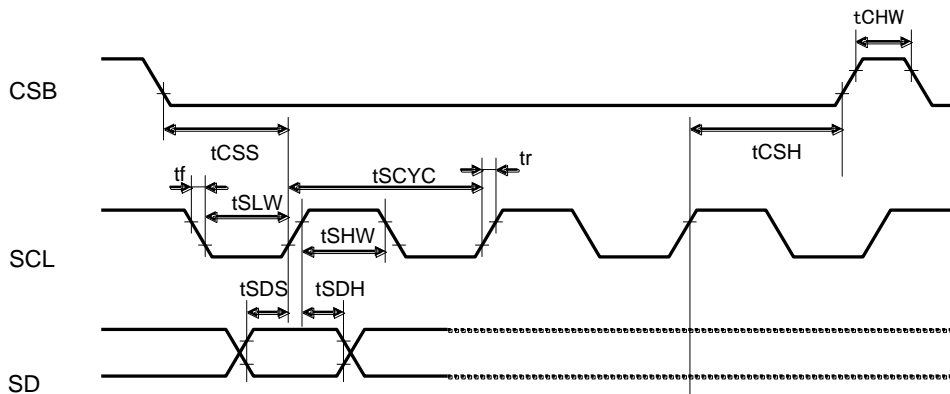 tCHW
CSB
tCSS
tCSH
tf
tSCYC
tr
tSLW
tSHW
SCL
tSDS
tSDH
SD